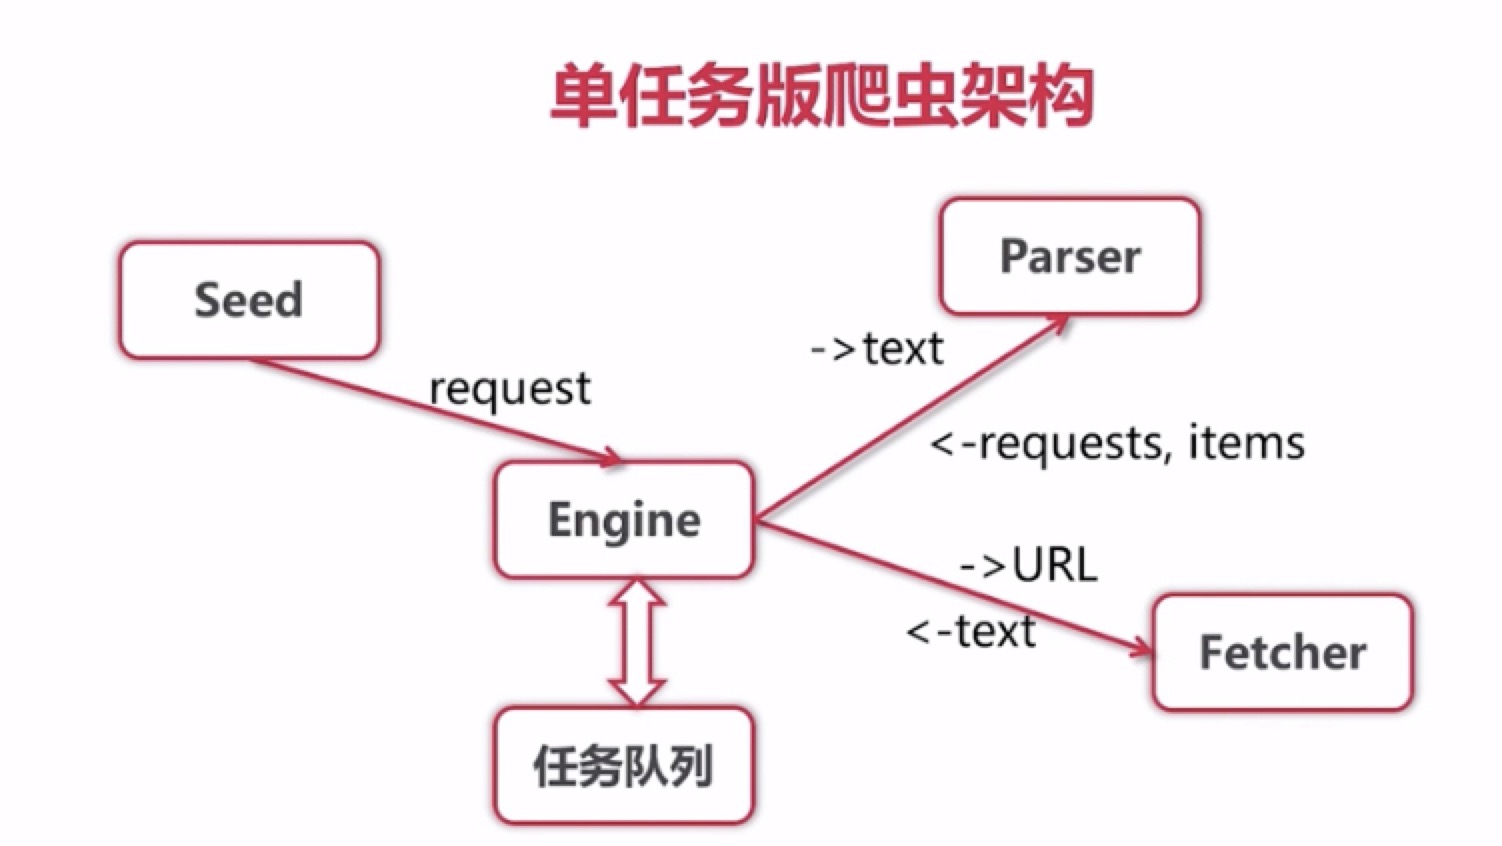 单任务版爬虫架构
Seed
Parser
->text
request
<-requests, items
Engine
->URL
<-text
Fetcher
任务队列